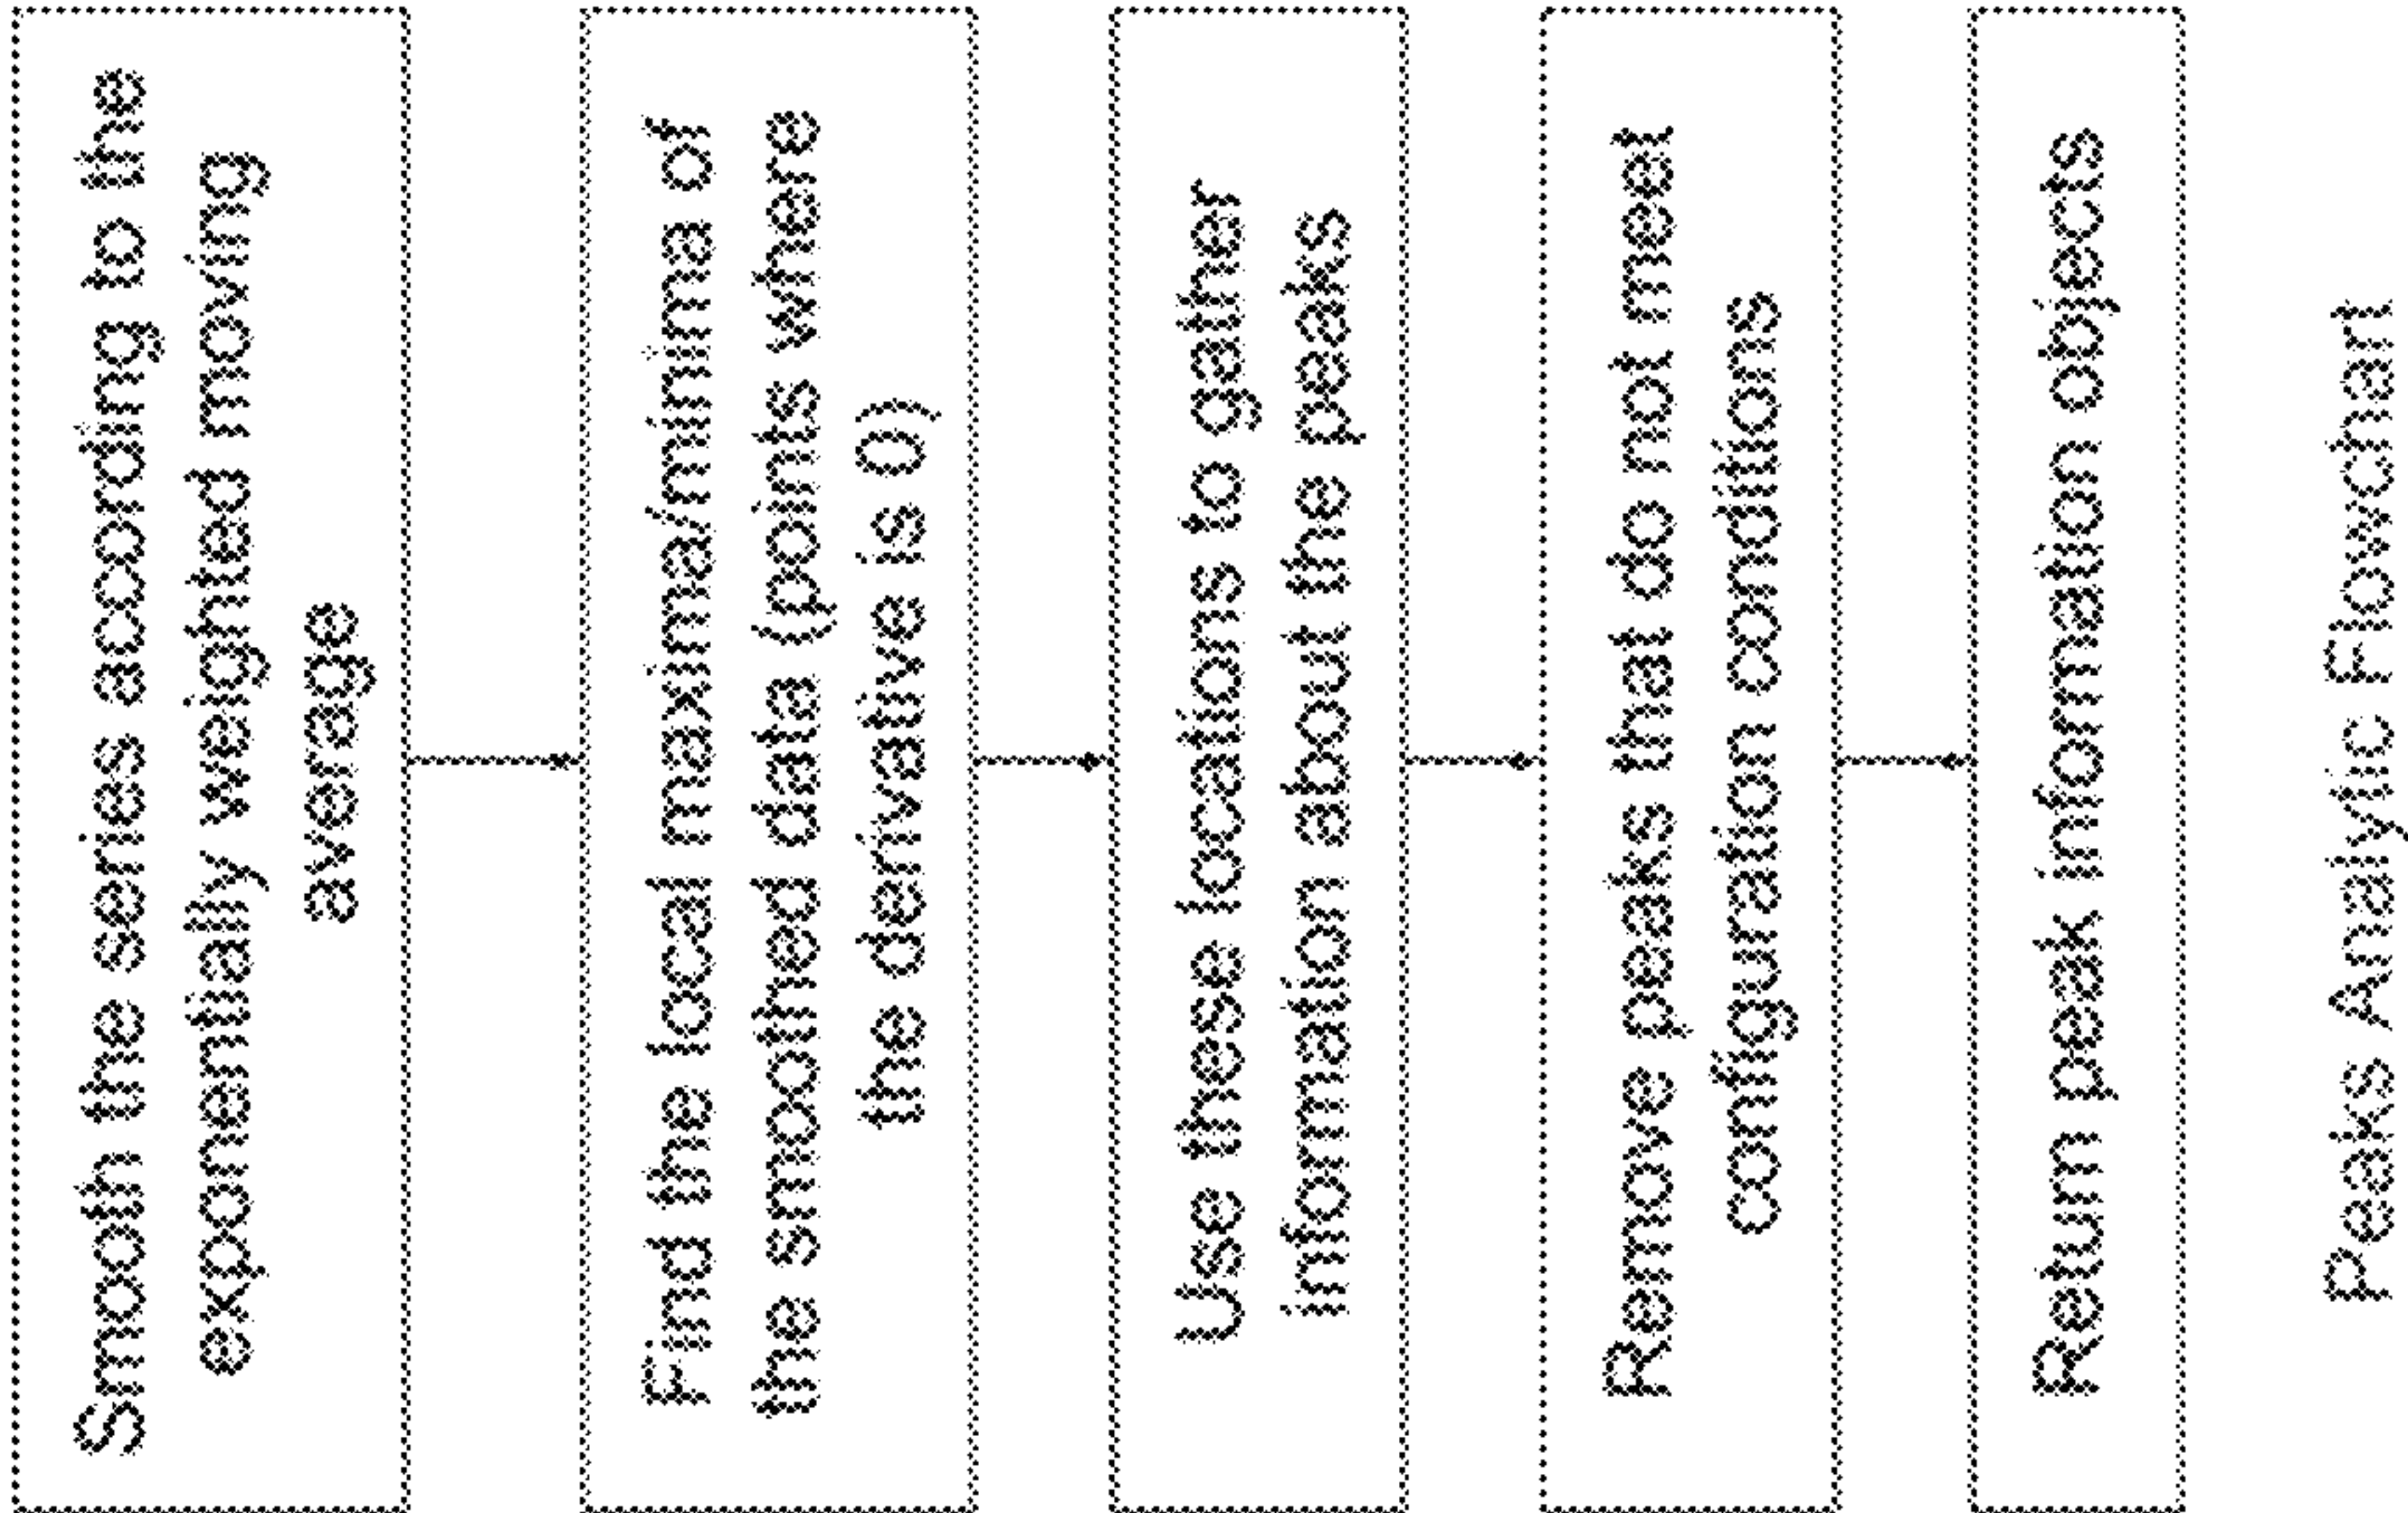 Smooth the series according to the
exponentially weighted moving
average
Find the local maxima/minima of
the smoothed data (points where
the derivative is 0)
Use these locations to gather
information about the peaks
Remove peaks that do not meet
configuration conditions
Return peak information objects
Peaks Analytic Flowchart